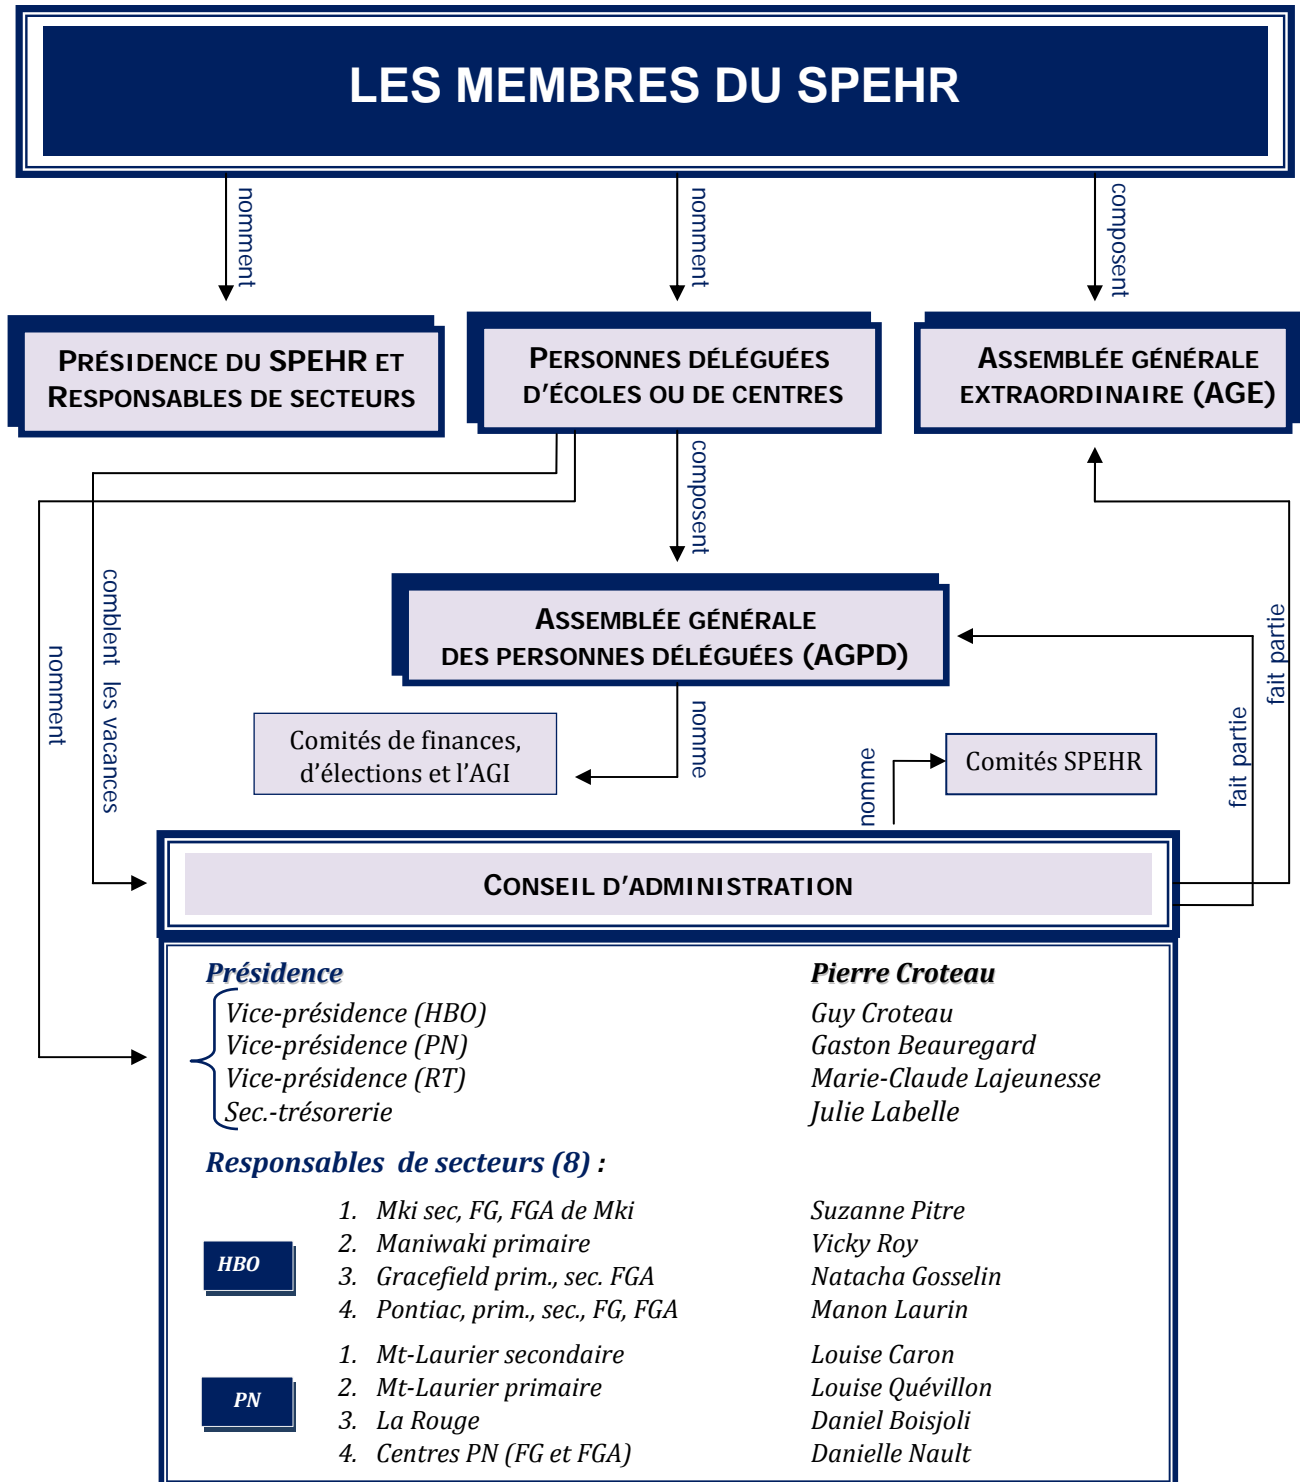 LES MEMBRES DU SPEHR
nomment
nomment
composent
PRÉSIDENCE DU SPEHR ET
RESPONSABLES DE SECTEURS
PERSONNES DÉLÉGUÉES
D'ÉCOLES OU DE CENTRES
ASSEMBLÉE GÉNÉRALE
EXTRAORDINAIRE (AGE)
composent
comblent les vacances
nomment
ASSEMBLÉE GÉNÉRALE
DES PERSONNES DÉLÉGUÉES (AGPD)
fait partie
fait partie
nomme
Comités de finances,
d'élections et l'AGI
nomme
Comités SPEHR
CONSEIL D'ADMINISTRATION
Présidence Pierre Croteau
Vice-présidence (HBO) Guy Croteau
Vice-présidence (PN) Gaston Beauregard
Vice-présidence (RT) Marie-Claude Lajeunesse
Sec.-trésorerie Julie Labelle
Responsables de secteurs (8) :
HBO
1. Mki sec, FG, FGA de Mki Suzanne Pitre
2. Maniwaki primaire Vicky Roy
3. Gracefield prim., sec. FGA Natacha Gosselin
4. Pontiac, prim., sec., FG, FGA Manon Laurin
PN
1. Mt-Laurier secondaire Louise Caron
2. Mt-Laurier primaire Louise Quévillon
3. La Rouge Daniel Boisjoli
4. Centres PN (FG et FGA) Danielle Nault